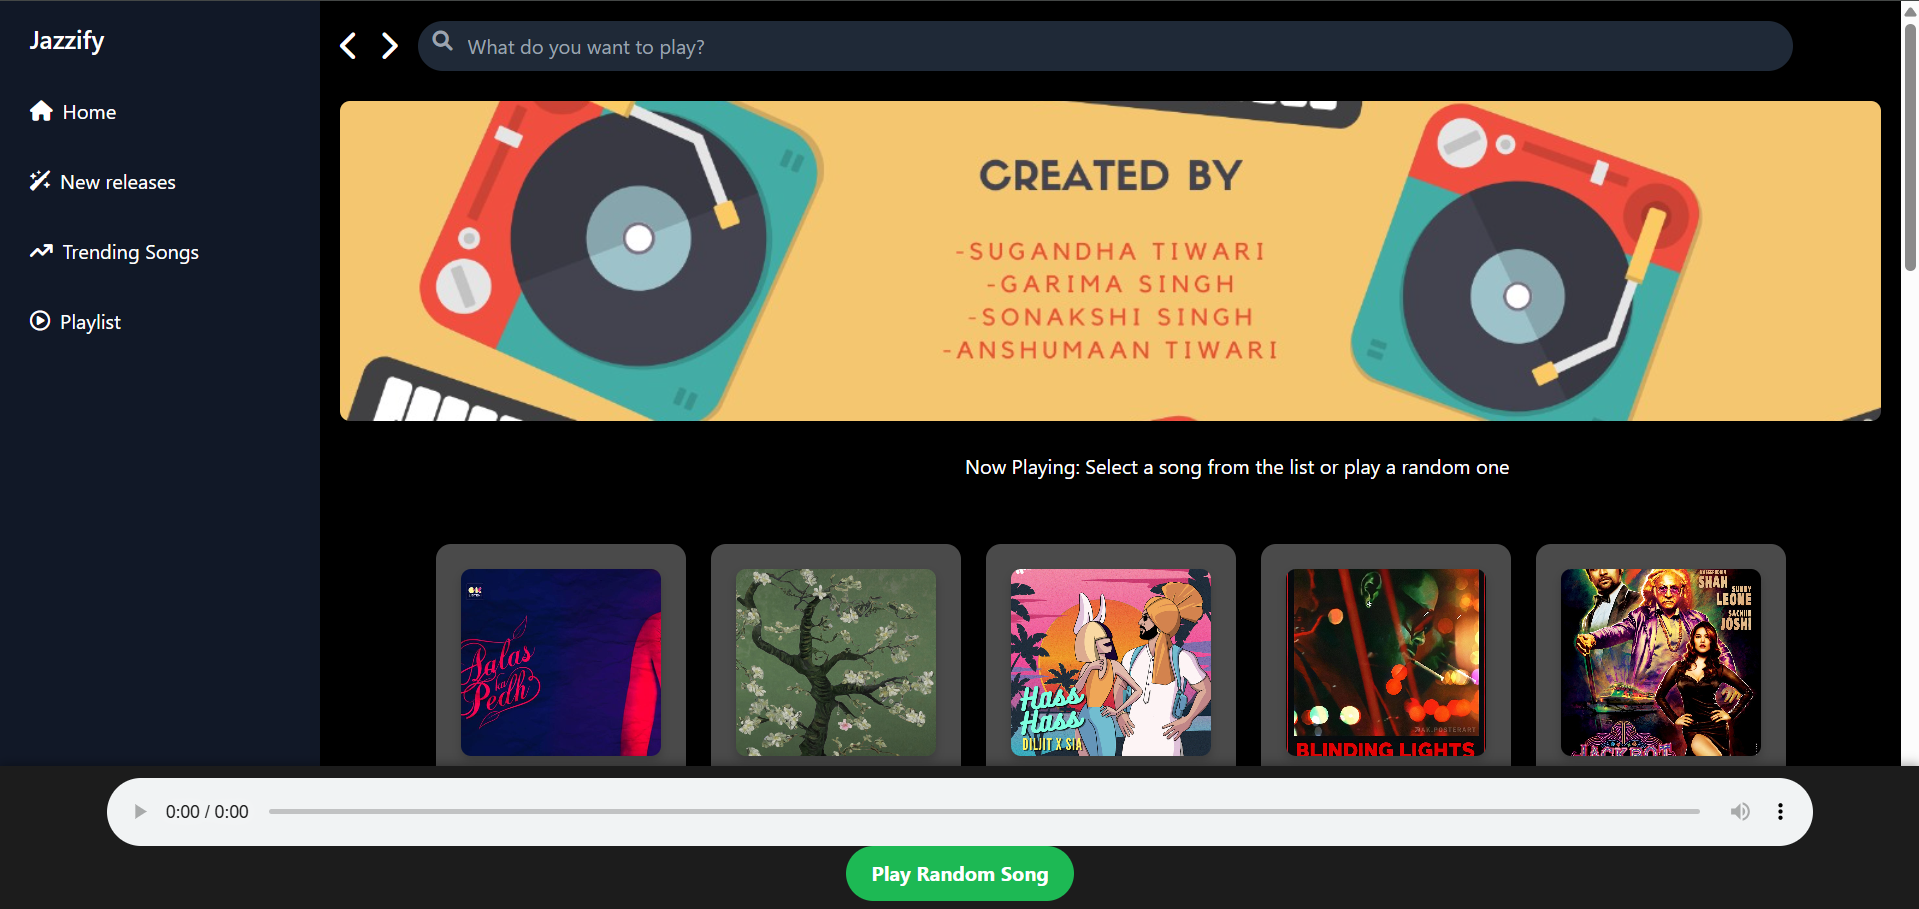 Jazzify
Home
New releases
Trending Songs
Playlist
What do you want to play?
CREATED BY
-SUGANDHA TIWARI
-GARIMA SINGH
-SONAKSHI SINGH
-ANSHUMAAN TIWARI
Now Playing: Select a song from the list or play a random one
Aalas
ka
Pedh
Hass
Hass
DILJIT X SIA
BLINDING LIGHTS
SHAH
SUNNY
LEONE
SACHIIN
JOSHI
0:00 / 0:00
Play Random Song